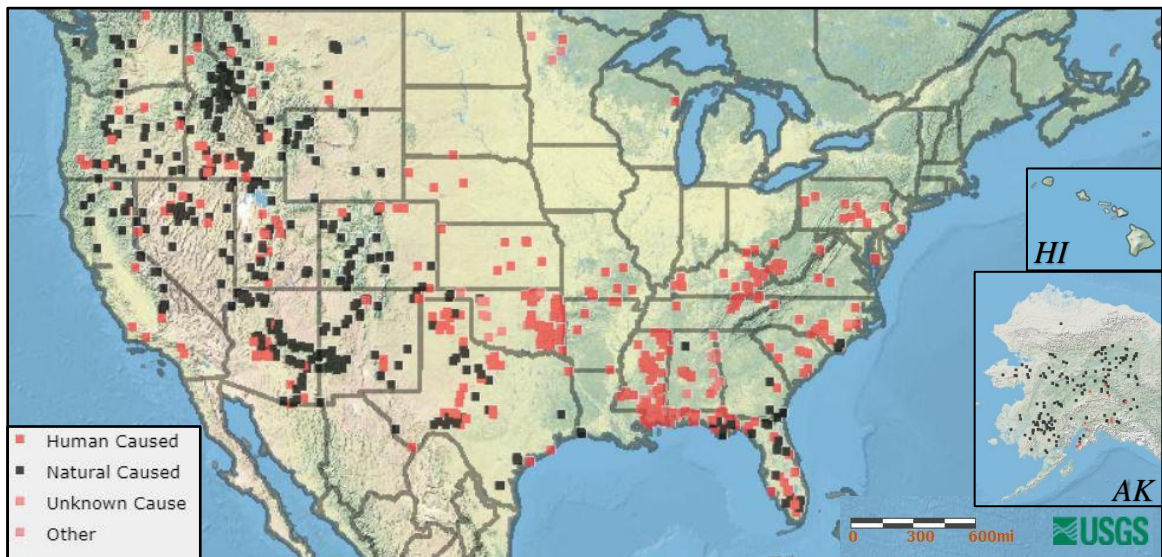 HI
AK
Human Caused
Natural Caused
Unknown Cause
Other
0 300 600mi
USGS